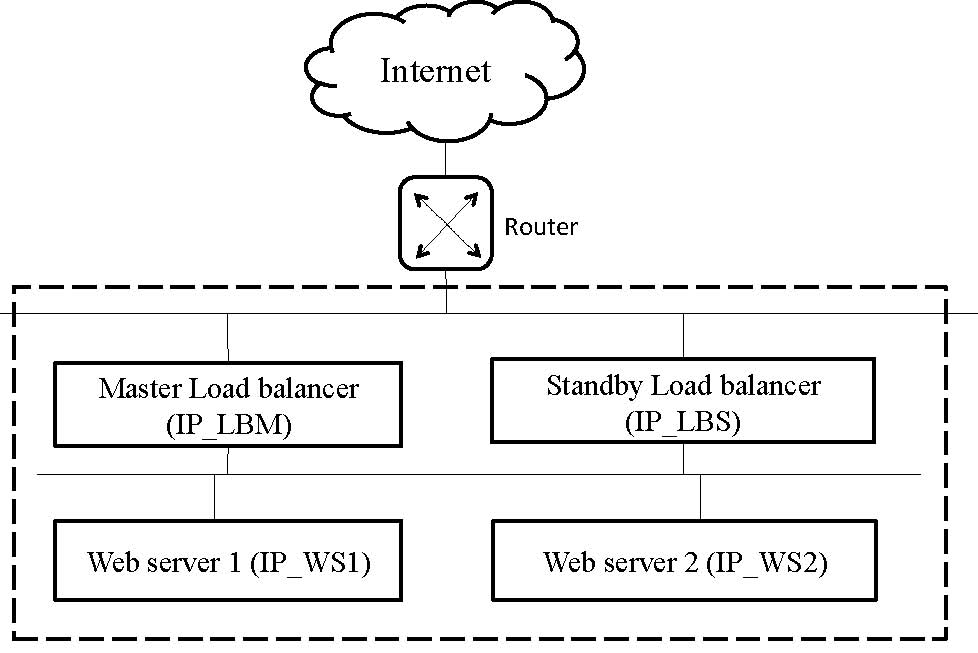 Internet
Router
Master Load balancer
(IP_LBM)
Standby Load balancer
(IP_LBS)
Web server 1 (IP_WS1)
Web server 2 (IP_WS2)